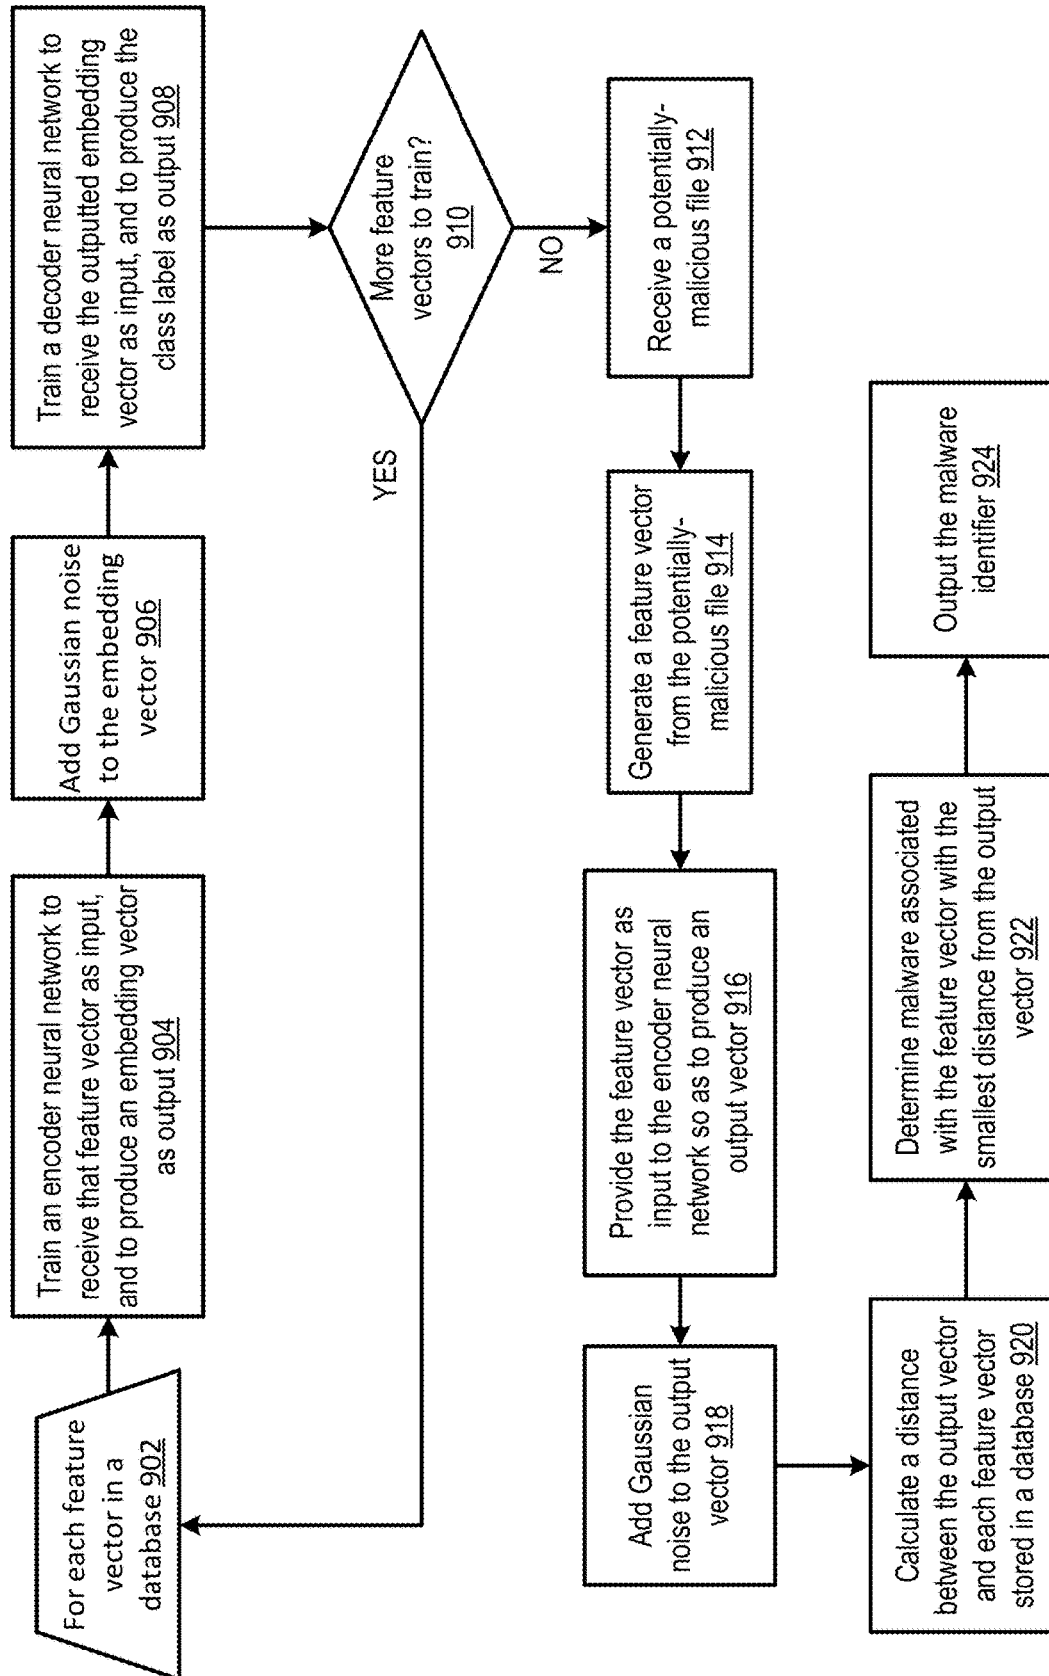 For each feature
vector in a
database 902
Train an encoder neural network to
receive that feature vector as input,
and to produce an embedding vector
as output 904
Add Gaussian noise
to the embedding
vector 906
Train a decoder neural network to
receive the outputted embedding
vector as input, and to produce the
class label as output 908
More feature
vectors to train?
910
YES
NO
Receive a potentially-
malicious file 912
Generate a feature vector
from the potentially-
malicious file 914
Provide the feature vector as
input to the encoder neural
network so as to produce an
output vector 916
Add Gaussian
noise to the output
vector 918
Calculate a distance
between the output vector
and each feature vector
stored in a database 920
Determine malware associated
with the feature vector with the
smallest distance from the output
vector 922
Output the malware
identifier 924